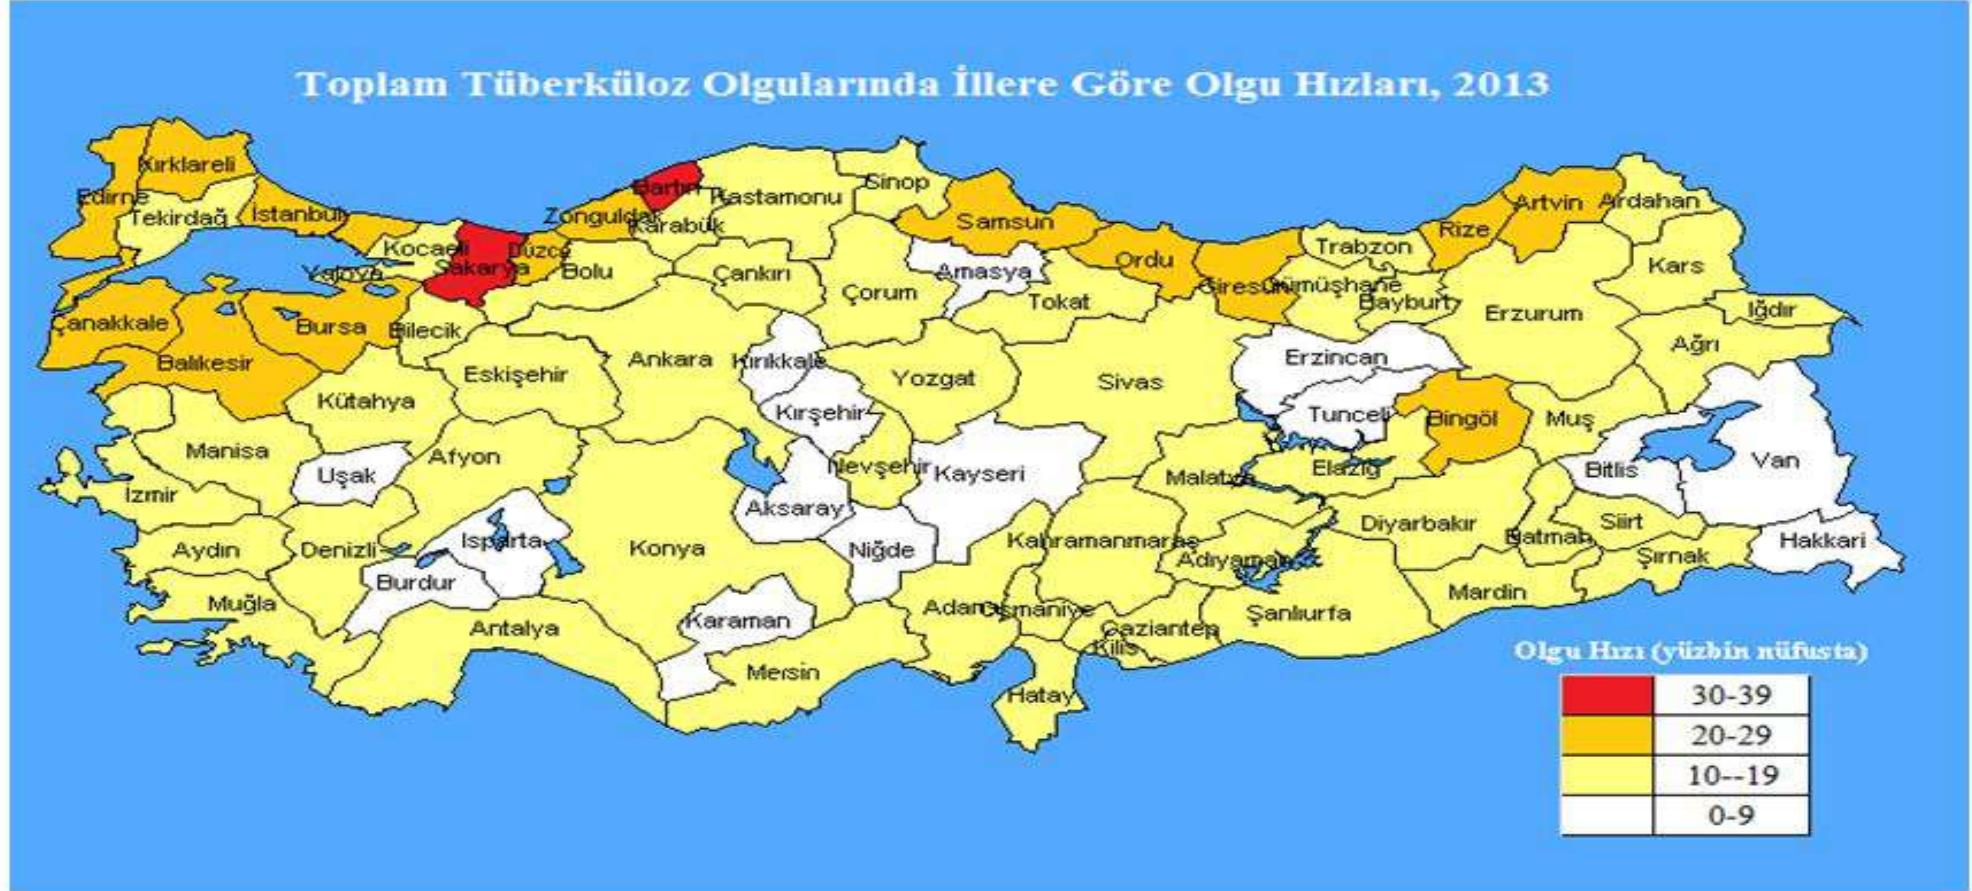 Toplam Tüberküloz Olgularında İllere Göre Olgu Hızları, 2013
Kırklareli
Edirne
Tekirdağ
İstanbul
Kocaeli
Yalova
Sakarya
Düzce
Zonguldak
Bartın
Karabük
Kastamonu
Sinop
Bolu
Çankırı
Çorum
Samsun
Amasya
Tokat
Ordu
Giresun
Gümüşhane
Trabzon
Bayburt
Rize
Artvin
Ardahan
Kars
Iğdır
Erzurum
Ağrı
Çanakkale
Balıkesir
Bursa
Bilecik
Kütahya
Eskişehir
Ankara
Kırıkkale
Kırşehir
Yozgat
Sivas
Erzincan
Tunceli
Bingöl
Muş
Van
Bitlis
Manisa
Uşak
Afyon
İzmir
Aydın
Denizli
Isparta
Burdur
Muğla
Antalya
Konya
Aksaray
Nevşehir
Kayseri
Niğde
Karaman
Mersin
Malatya
Elazığ
Diyarbakır
Batman
Siirt
Şırnak
Hakkari
Mardin
Kahramanmaraş
Adıyaman
Adana
Osmaniye
Gaziantep
Kilis
Şanlıurfa
Hatay
Olgu Hızı (yüzbin nüfusta)
30-39
20-29
10--19
0-9